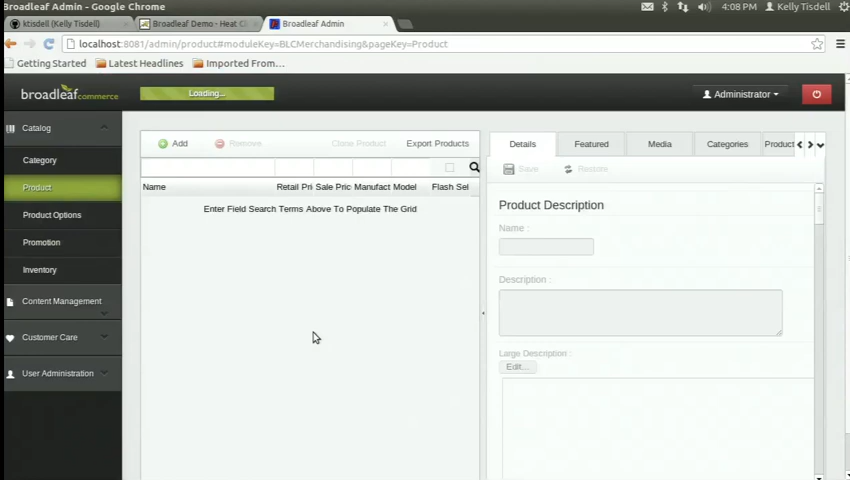 Broadleaf Admin - Google Chrome
4:08 PM
Kelly Tisdell
ktisdell (Kelly Tisdell)
Broadleaf Demo - Heat C
Broadleaf Admin
localhost:8081/admin/product#moduleKey=BLCMerchandising&pageKey=Product
Getting Started
Latest Headlines
Imported From...
broadleafcommerce
Loading...
Administrator
Catalog
Category
Product
Product Options
Promotion
Inventory
Content Management
Customer Care
User Administration
Add
Remove
Clone Product
Export Products
Name
Retail Pri
Sale Pric
Manufact
Model
Flash Sel
Enter Field Search Terms Above To Populate The Grid
Details
Featured
Media
Categories
Product
Save
Restore
Product Description
Name :
Description :
Large Description :
Edit...